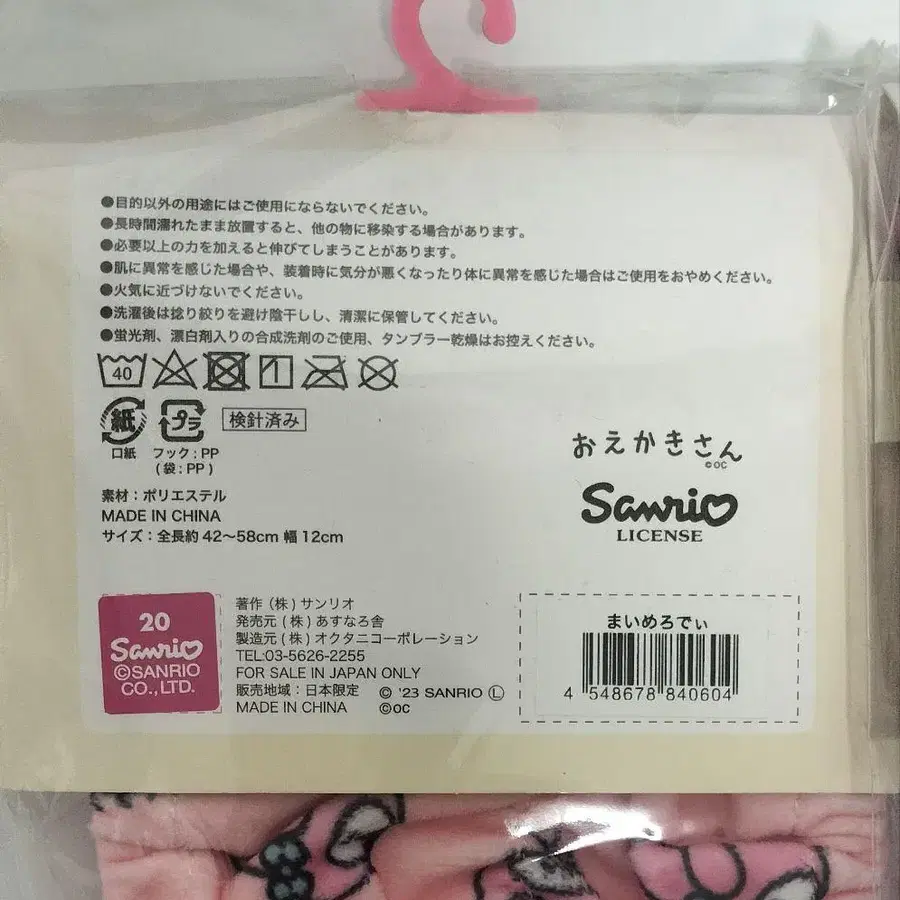 ●目的以外の用途にはご使用にならないでください。
●長時間濡れたまま放置すると、他の物に移染する場合があります。
●必要以上の力を加えると伸びてしまうことがあります。
●肌に異常を感じた場合や、装着時に気分が悪くなったり体に異常を感じた場合はご使用をおやめください。
●火気に近づけないでください。
●洗濯後は捻り絞りを避け陰干しし、清潔に保管してください。
●蛍光剤、漂白剤入りの合成洗剤のご使用、タンブラー乾燥はお控えください。
40
紙 プラ 検針済み
口紙 フック : PP
( 袋 : PP )
おえかきさん
©OC
Sanrio
LICENSE
素材：ポリエステル
MADE IN CHINA
サイズ：全長約 42〜58cm 幅 12cm
20
Sanrio
©SANRIO
CO., LTD.
著作（株）サンリオ
発売元 ( 株 ) あすなろ舎
製造元 ( 株 ) オクタニコーポレーション
TEL:03-5626-2255
FOR SALE IN JAPAN ONLY
販売地域：日本限定 © '23 SANRIO Ⓛ
MADE IN CHINA ©OC
まいめろでぃ
4 548678 840604